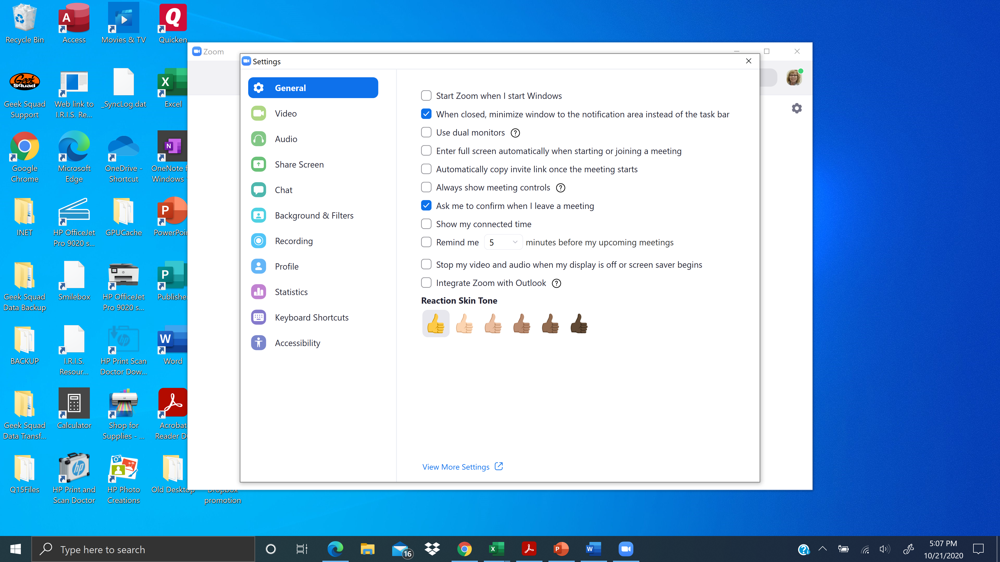 Recycle Bin
Access
Movies & TV
Quicken
Geek Squad
Support
Web link to
I.R.I.S. Re...
_SyncLog.dat
Excel
Google
Chrome
Microsoft
Edge
OneDrive -
Shortcut
OneNote f
Windows 1
INET
HP OfficeJet
Pro 9020 s...
GPUCache
PowerPoin
Geek Squad
Data Backup
Smilebox
HP OfficeJet
Pro 9020 s...
Publisher
BACKUP
I.R.I.S.
Resour...
HP Print Scan
Doctor Dow...
Word
Geek Squad
Data Transf...
Calculator
Shop for
Supplies - ...
Acrobat
Reader D
Q15Files
HP Print and
Scan Doctor
HP Photo
Creations
Old Desktop
Dropbox
promotion
Geek
Squad
Zoom
Settings
General
Video
Audio
Share Screen
Chat
Background & Filters
Recording
Profile
Statistics
Keyboard Shortcuts
Accessibility
Start Zoom when I start Windows
When closed, minimize window to the notification area instead of the task bar
Use dual monitors
Enter full screen automatically when starting or joining a meeting
Automatically copy invite link once the meeting starts
Always show meeting controls
Ask me to confirm when I leave a meeting
Show my connected time
Remind me 5 minutes before my upcoming meetings
Stop my video and audio when my display is off or screen saver begins
Integrate Zoom with Outlook
Reaction Skin Tone
View More Settings
Type here to search
16
5:07 PM
10/21/2020